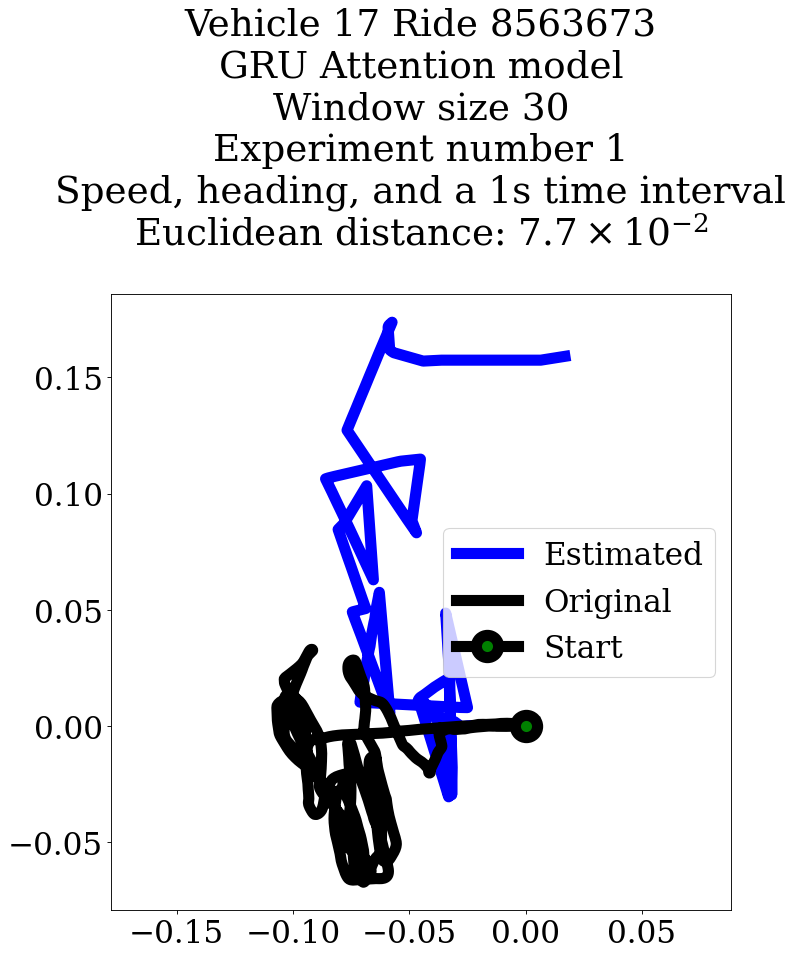 Vehicle 17 Ride 8563673
GRU Attention model
Window size 30
Experiment number 1
Speed, heading, and a 1s time interval
Euclidean distance: 7.7 × 10⁻²
0.15
0.10
0.05
0.00
−0.05
Estimated
Original
Start
−0.15 −0.10 −0.05 0.00 0.05